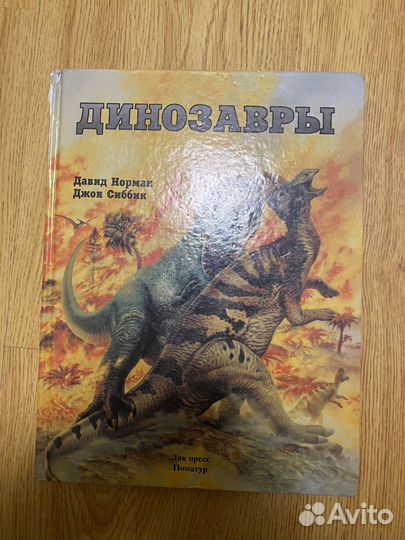 ДИНОЗАВРЫ
Давид Норман
Джон Сиббик
Лик пресс
Поматур
Avito